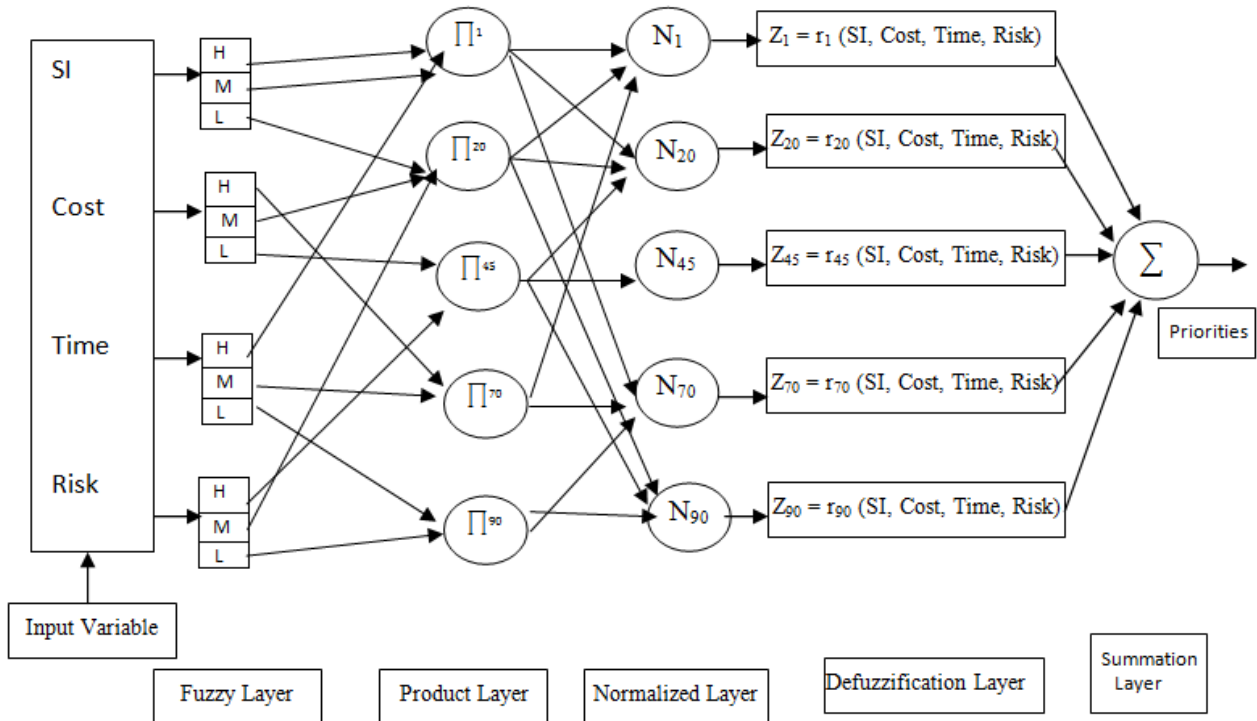 SI
Cost
Time
Risk
Input Variable
H
M
L
H
M
L
H
M
L
H
M
L
Fuzzy Layer
∏¹
∏²⁰
∏⁴⁵
∏⁷⁰
∏⁹⁰
Product Layer
N₁
N₂₀
N₄₅
N₇₀
N₉₀
Normalized Layer
Z₁ = r₁ (SI, Cost, Time, Risk)
Z₂₀ = r₂₀ (SI, Cost, Time, Risk)
Z₄₅ = r₄₅ (SI, Cost, Time, Risk)
Z₇₀ = r₇₀ (SI, Cost, Time, Risk)
Z₉₀ = r₉₀ (SI, Cost, Time, Risk)
Defuzzification Layer
∑
Priorities
Summation
Layer